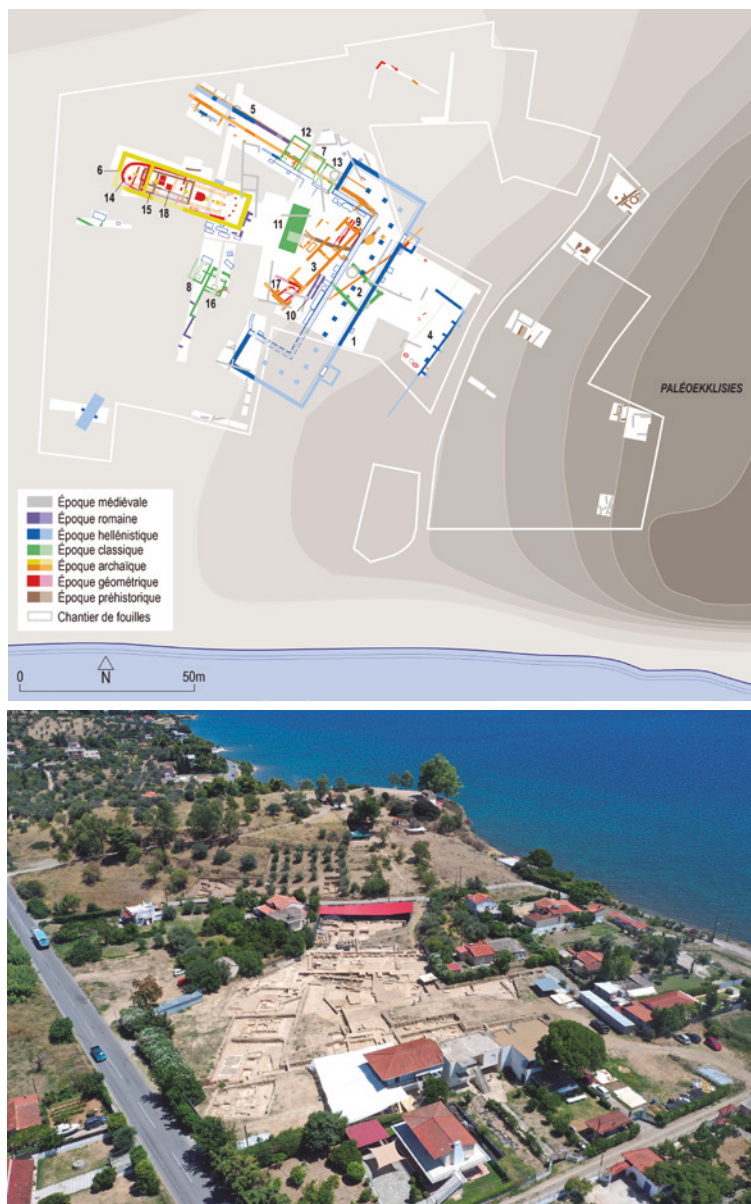 5
12
7
13
6
14
15
18
9
11
3
8
16
17
10
2
1
4
PALÉOEKKLISIES
Époque médiévale
Époque romaine
Époque hellénistique
Époque classique
Époque archaïque
Époque géométrique
Époque préhistorique
Chantier de fouilles
0 N 50m